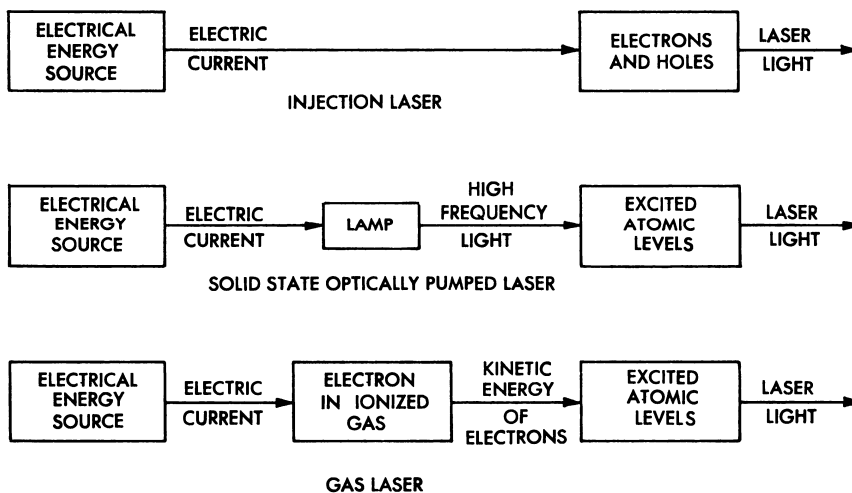 ELECTRICAL
ENERGY
SOURCE
ELECTRIC
CURRENT
ELECTRONS
AND HOLES
LASER
LIGHT
INJECTION LASER
ELECTRICAL
ENERGY
SOURCE
ELECTRIC
CURRENT
LAMP
HIGH
FREQUENCY
LIGHT
EXCITED
ATOMIC
LEVELS
LASER
LIGHT
SOLID STATE OPTICALLY PUMPED LASER
ELECTRICAL
ENERGY
SOURCE
ELECTRIC
CURRENT
ELECTRON
IN IONIZED
GAS
KINETIC
ENERGY
OF
ELECTRONS
EXCITED
ATOMIC
LEVELS
LASER
LIGHT
GAS LASER